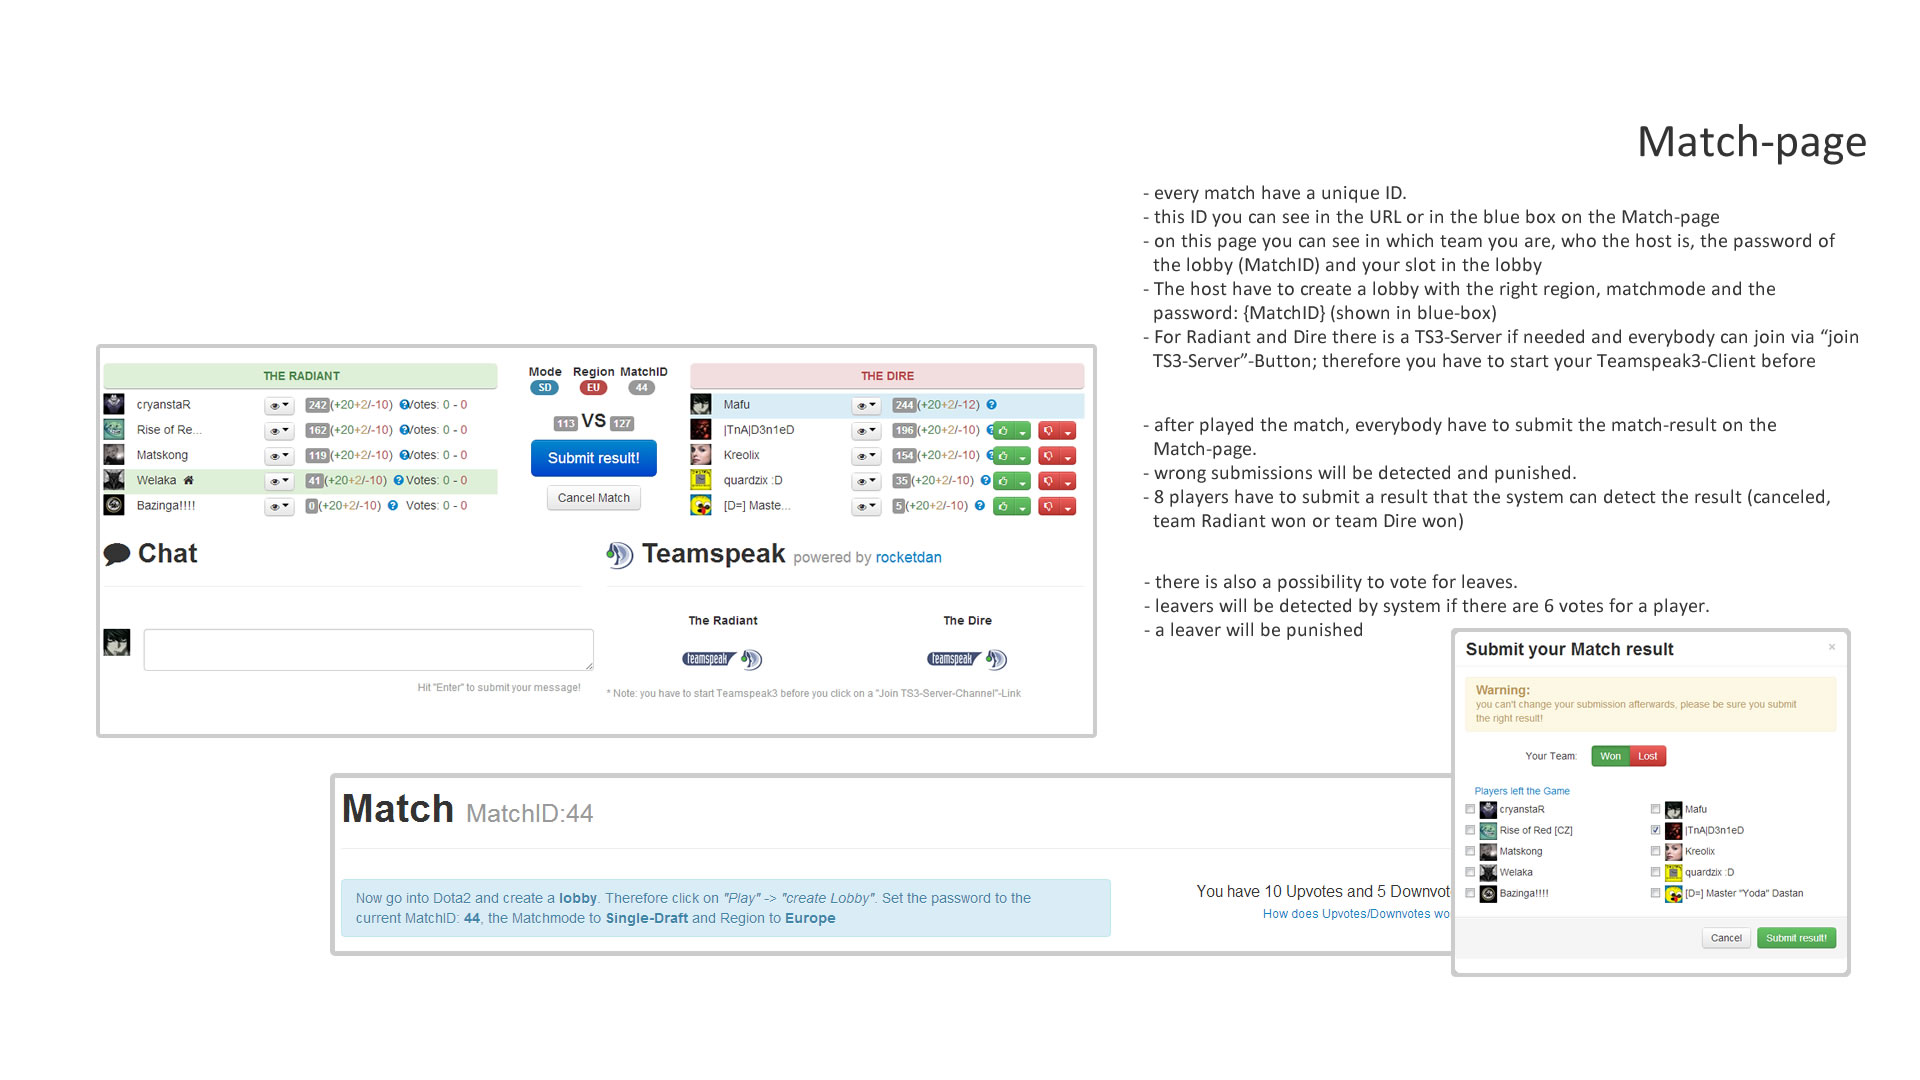 Match-page
- every match have a unique ID.
- this ID you can see in the URL or in the blue box on the Match-page
- on this page you can see in which team you are, who the host is, the password of
the lobby (MatchID) and your slot in the lobby
- The host have to create a lobby with the right region, matchmode and the
password: {MatchID} (shown in blue-box)
- For Radiant and Dire there is a TS3-Server if needed and everybody can join via “join
TS3-Server”-Button; therefore you have to start your Teamspeak3-Client before
- after played the match, everybody have to submit the match-result on the
Match-page.
- wrong submissions will be detected and punished.
- 8 players have to submit a result that the system can detect the result (canceled,
team Radiant won or team Dire won)
- there is also a possibility to vote for leaves.
- leavers will be detected by system if there are 6 votes for a player.
- a leaver will be punished
THE RADIANT
cryanstaR 242 (+20+2/-10) Votes: 0 - 0
Rise of Re... 162 (+20+2/-10) Votes: 0 - 0
Matskong 119 (+20+2/-10) Votes: 0 - 0
Welaka 41 (+20+2/-10) Votes: 0 - 0
Bazinga!!!! 0 (+20+2/-10) Votes: 0 - 0
Mode Region MatchID
SD EU 44
113 VS 127
Submit result!
Cancel Match
THE DIRE
Mafu 244 (+20+2/-12)
|TnA|D3n1eD 196 (+20+2/-10)
Kreolix 154 (+20+2/-10)
quardzix :D 35 (+20+2/-10)
[D=] Maste... 5 (+20+2/-10)
Chat
Hit "Enter" to submit your message!
Teamspeak powered by rocketdan
The Radiant The Dire
teamspeak teamspeak
* Note: you have to start Teamspeak3 before you click on a "Join TS3-Server-Channel"-Link
Match MatchID:44
Now go into Dota2 and create a lobby. Therefore click on "Play" -> "create Lobby". Set the password to the
current MatchID: 44, the Matchmode to Single-Draft and Region to Europe
You have 10 Upvotes and 5 Downvot
How does Upvotes/Downvotes wo
Submit your Match result ×
Warning:
you can't change your submission afterwards, please be sure you submit
the right result!
Your Team: Won Lost
Players left the Game
cryanstaR Mafu
Rise of Red [CZ] |TnA|D3n1eD
Matskong Kreolix
Welaka quardzix :D
Bazinga!!!! [D=] Master "Yoda" Dastan
Cancel Submit result!